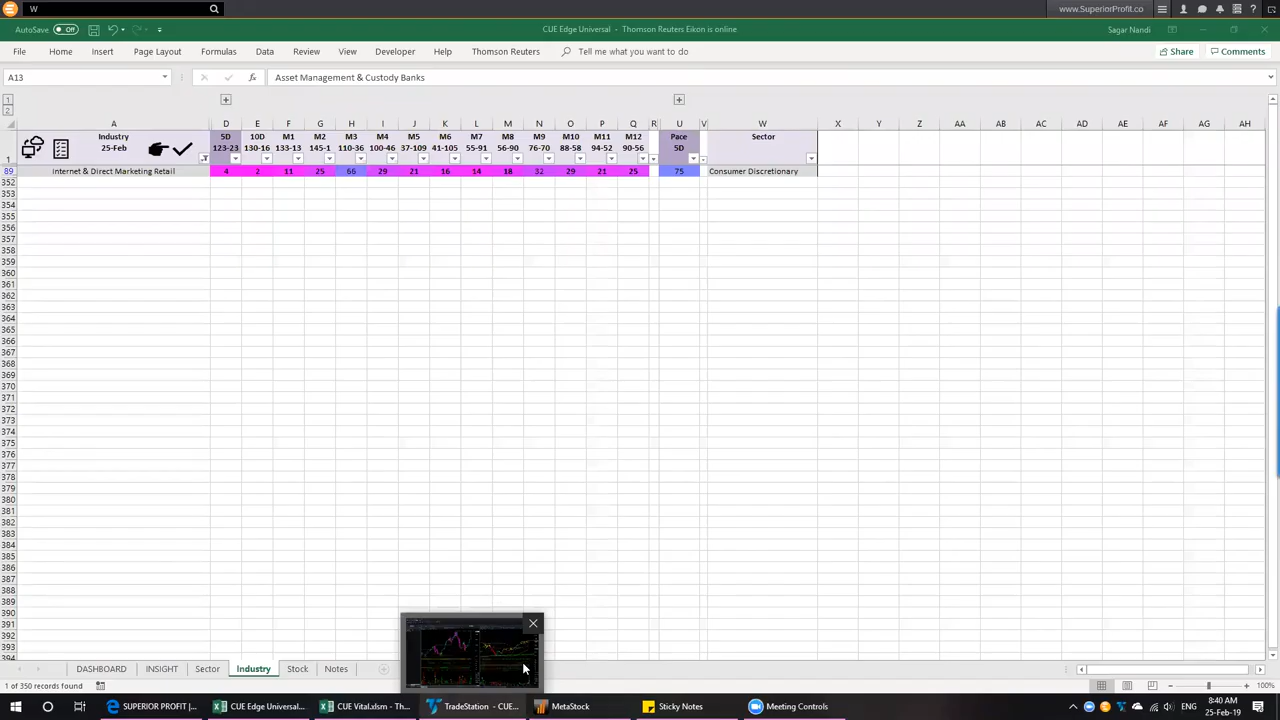 W
www.SuperiorProfit.co
AutoSave Off
CUE Edge Universal - Thomson Reuters Eikon is online
Sagar Nandi
File Home Insert Page Layout Formulas Data Review View Developer Help Thomson Reuters Tell me what you want to do Share Comments
A13 fx Asset Management & Custody Banks
1
2
A D E F G H I J K L M N O P Q R U V W X Y Z AA AB AC AD AE AF AG AH
Industry 5D 10D M1 M2 M3 M4 M5 M6 M7 M8 M9 M10 M11 M12 Pace Sector
1 25-Feb 123-23 130-16 133-13 145-1 110-36 100-46 37-109 41-105 55-91 56-90 76-70 88-58 94-52 90-56 5D
89 Internet & Direct Marketing Retail 4 2 11 25 66 29 21 16 14 18 32 29 21 25 75 Consumer Discretionary
352
353
354
355
356
357
358
359
360
361
362
363
364
365
366
367
368
369
370
371
372
373
374
375
376
377
378
379
380
381
382
383
384
385
386
387
388
389
390
391
392
393
394
DASHBOARD INSIGHT Sector Industry Stock Notes
1 of 350 records found
100%
SUPERIOR PROFIT |... CUE Edge Universal... CUE Vital.xlsm - Th... TradeStation - CUE... MetaStock Sticky Notes Meeting Controls
8:40 AM
25-Feb-19